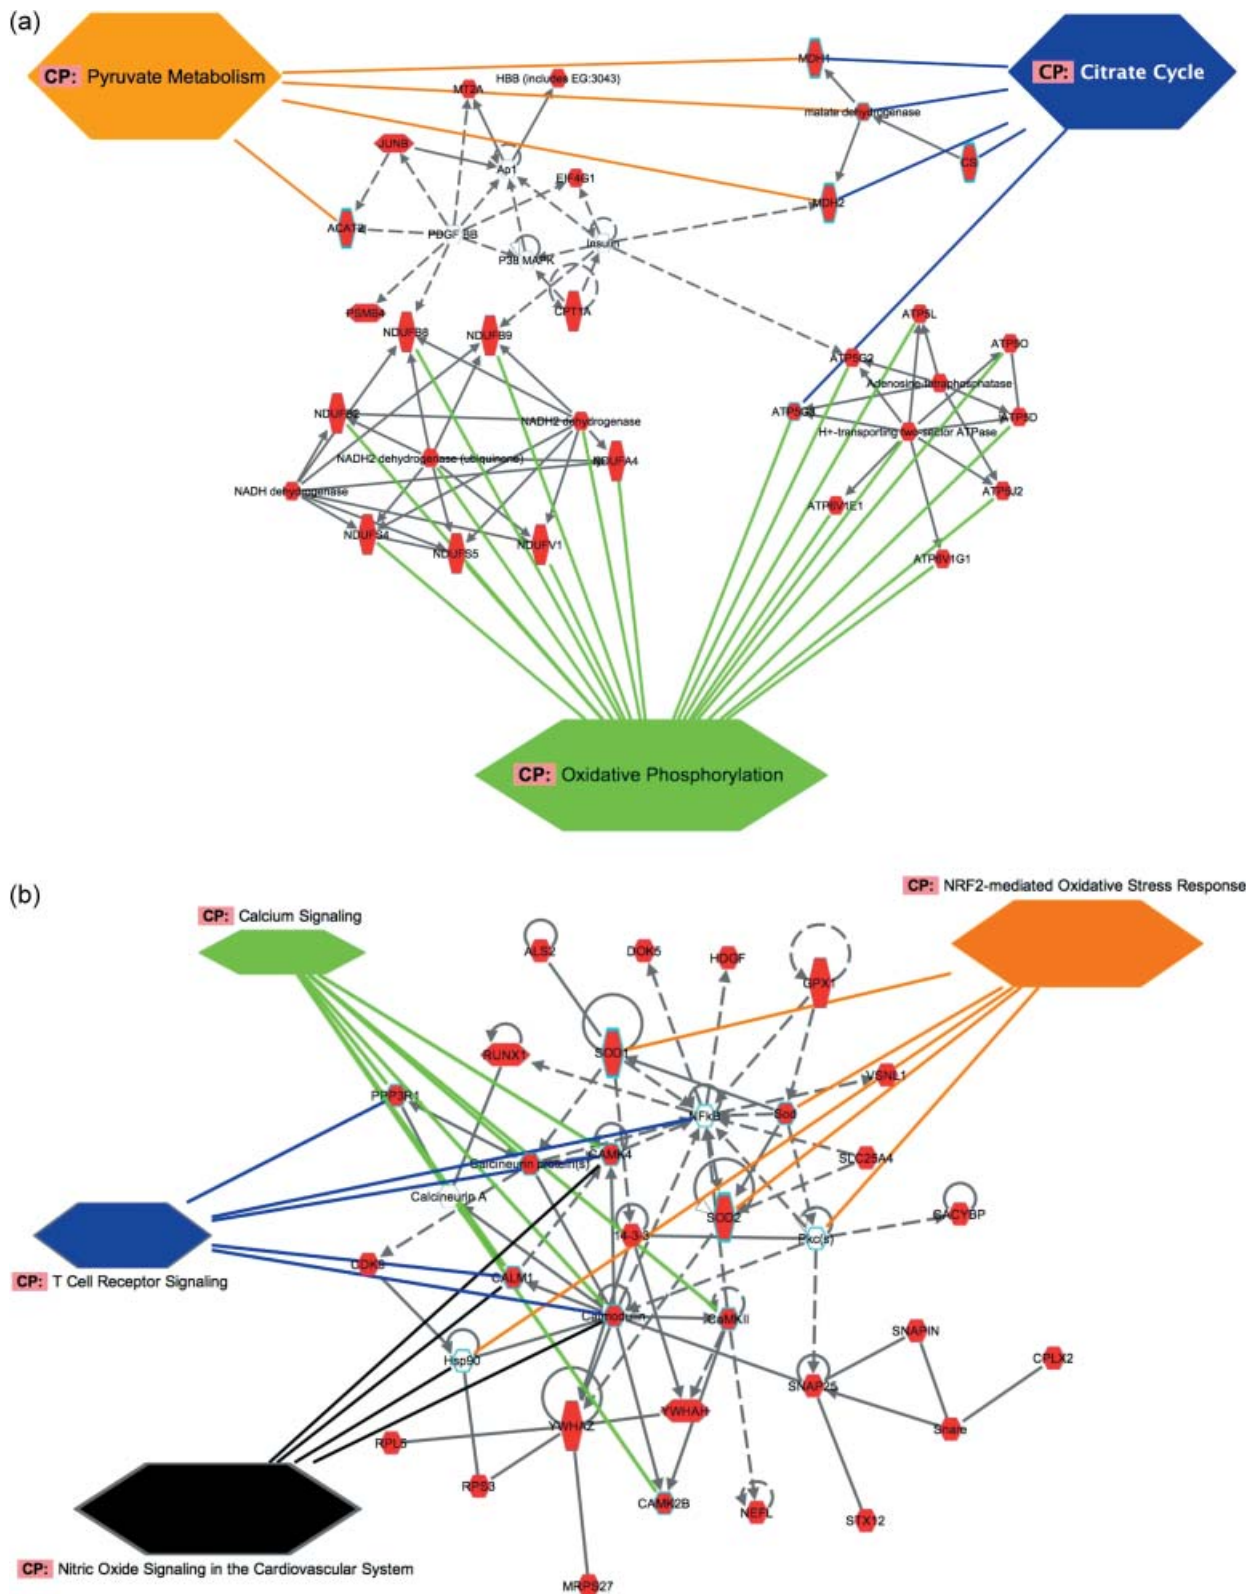 (a)
CP: Pyruvate Metabolism
CP: Citrate Cycle
MDH1
HBB (includes EG:3043)
MT2A
malate dehydrogenase
JUNB
Ap1
CS
EIF4G1
MDH2
ACAT2
PDGF BB
Insulin
P38 MAPK
PSMB4
CPT1A
NDUFB8
NDUFB9
ATP5L
ATP5O
ATP5G2
Adenosine-tetraphosphatase
NDUFB2
NADH2 dehydrogenase
ATP5G3
ATP5D
H+-transporting two-sector ATPase
NADH2 dehydrogenase (ubiquinone)
NDUFA4
NADH dehydrogenase
ATP5J2
ATP6V1E1
NDUFS4
NDUFS5
NDUFV1
ATP6V1G1
CP: Oxidative Phosphorylation
(b)
CP: NRF2-mediated Oxidative Stress Response
CP: Calcium Signaling
ALS2
DOK5
HDGF
GPX1
RUNX1
SOD1
VSNL1
PPP3R1
NFkB
Sod
Calcineurin protein(s)
CAMK4
SLC25A4
Calcineurin A
SOD2
CACYBP
14-3-3
Pkc(s)
CDK5
CALM1
CP: T Cell Receptor Signaling
Calmodulin
CaMKII
SNAPIN
Hsp90
CPLX2
SNAP25
YWHAH
YWHAZ
Snare
RPL5
RPS3
CAMK2B
NEFL
STX12
CP: Nitric Oxide Signaling in the Cardiovascular System
MRPS27